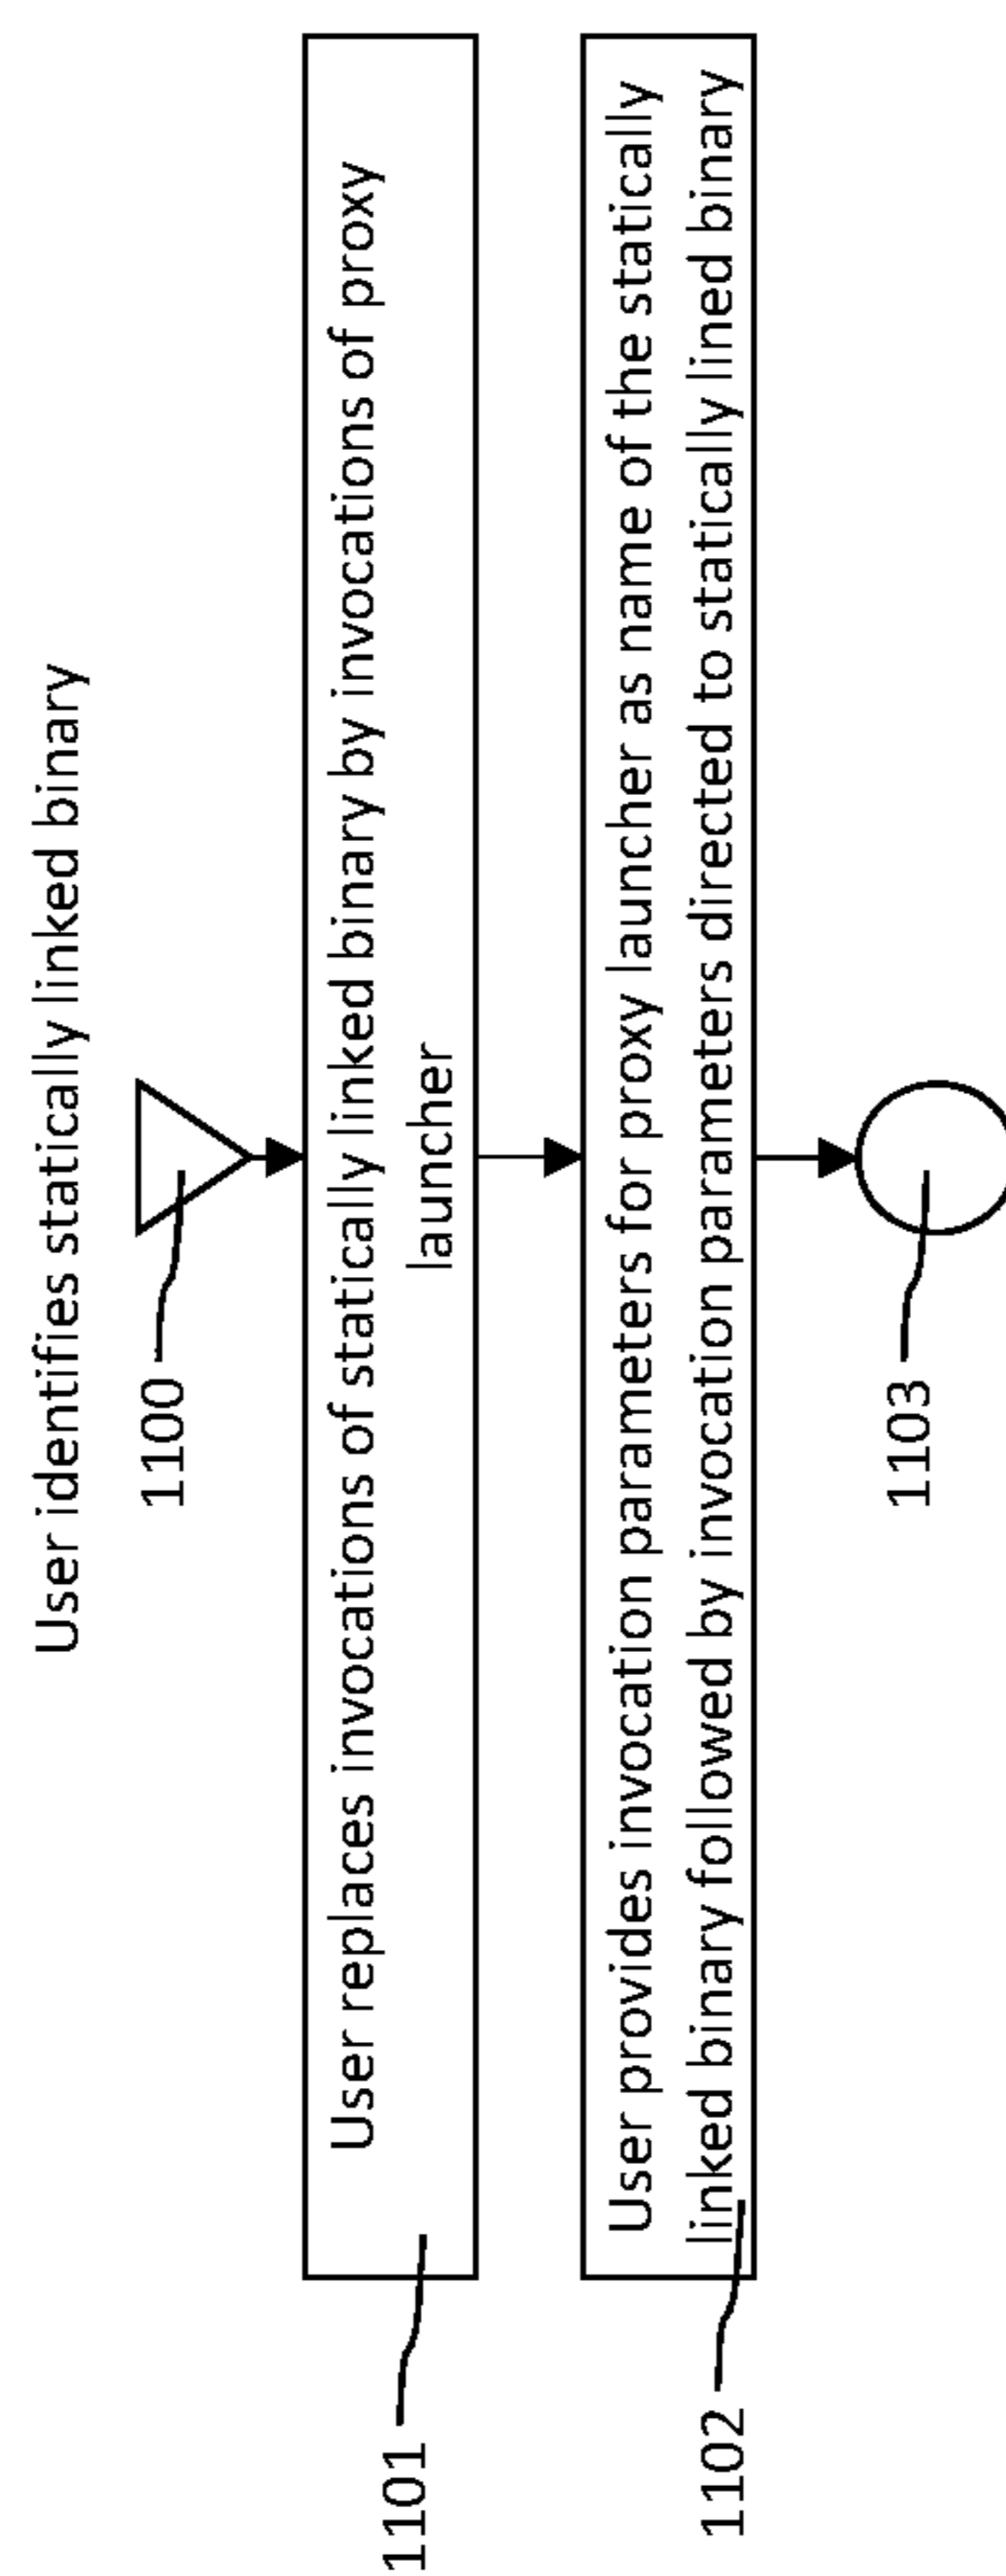 User identifies statically linked binary
1100
User replaces invocations of statically linked binary by invocations of proxy
launcher
1101
User provides invocation parameters for proxy launcher as name of the statically
linked binary followed by invocation parameters directed to statically lined binary
1102
1103